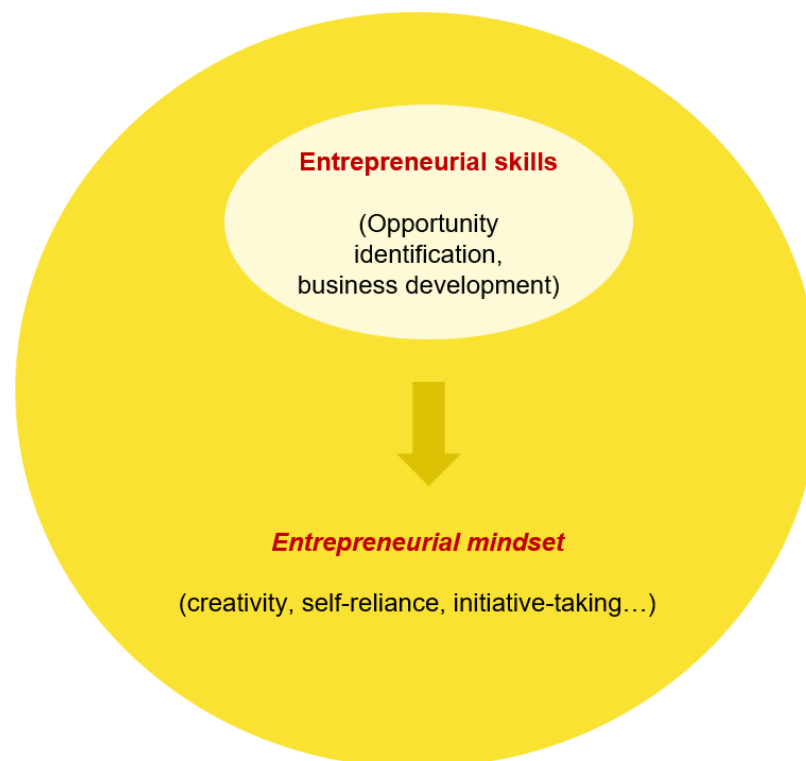 Entrepreneurial skills
(Opportunity
identification,
business development)
Entrepreneurial mindset
(creativity, self-reliance, initiative-taking…)